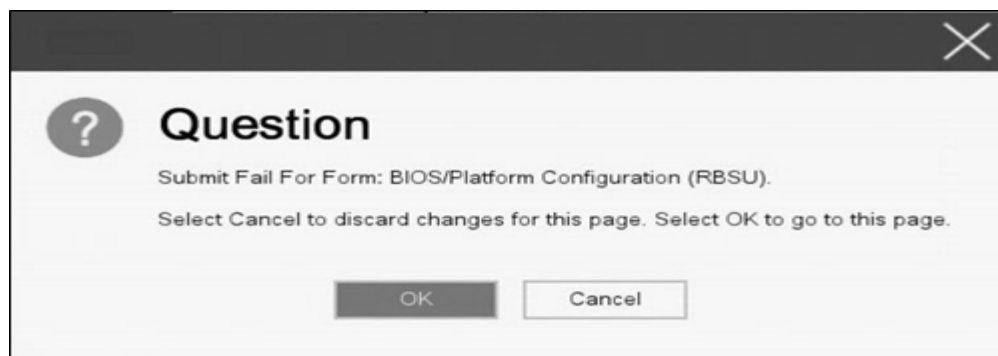 Question
Submit Fail For Form: BIOS/Platform Configuration (RBSU).
Select Cancel to discard changes for this page. Select OK to go to this page.
OK
Cancel